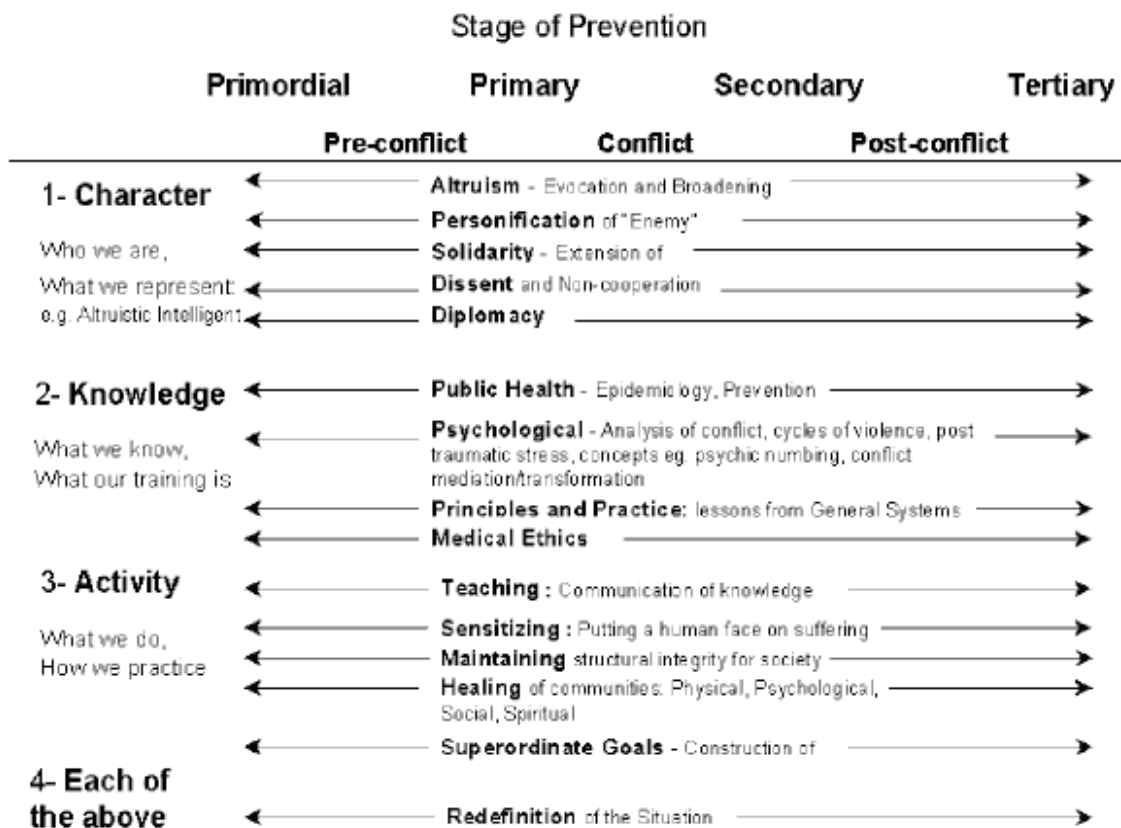 Stage of Prevention
Primordial Primary Secondary Tertiary
Pre-conflict Conflict Post-conflict
1- Character
Who we are,
What we represent:
e.g. Altruistic Intelligent
Altruism - Evocation and Broadening
Personification of "Enemy"
Solidarity - Extension of
Dissent and Non-cooperation
Diplomacy
2- Knowledge
What we know,
What our training is
Public Health - Epidemiology, Prevention
Psychological - Analysis of conflict, cycles of violence, post
traumatic stress, concepts eg. psychic numbing, conflict
mediation/transformation
Principles and Practice: lessons from General Systems
Medical Ethics
3- Activity
What we do,
How we practice
Teaching : Communication of knowledge
Sensitizing : Putting a human face on suffering
Maintaining structural integrity for society
Healing of communities: Physical, Psychological,
Social, Spiritual
Superordinate Goals - Construction of
4- Each of
the above
Redefinition of the Situation